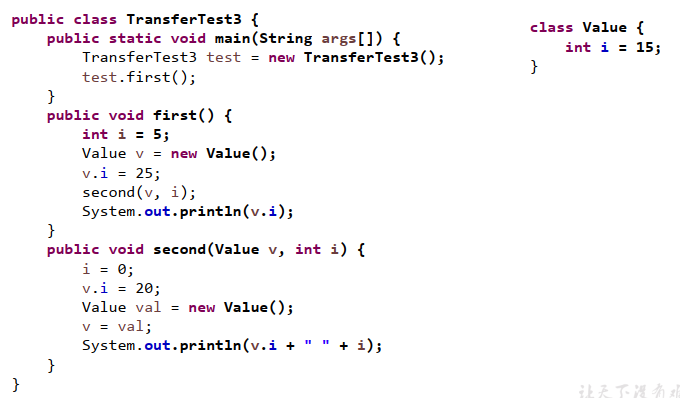 public class TransferTest3 {
public static void main(String args[]) {
TransferTest3 test = new TransferTest3();
test.first();
}
public void first() {
int i = 5;
Value v = new Value();
v.i = 25;
second(v, i);
System.out.println(v.i);
}
public void second(Value v, int i) {
i = 0;
v.i = 20;
Value val = new Value();
v = val;
System.out.println(v.i + " " + i);
}
}
class Value {
int i = 15;
}
让天下没有难